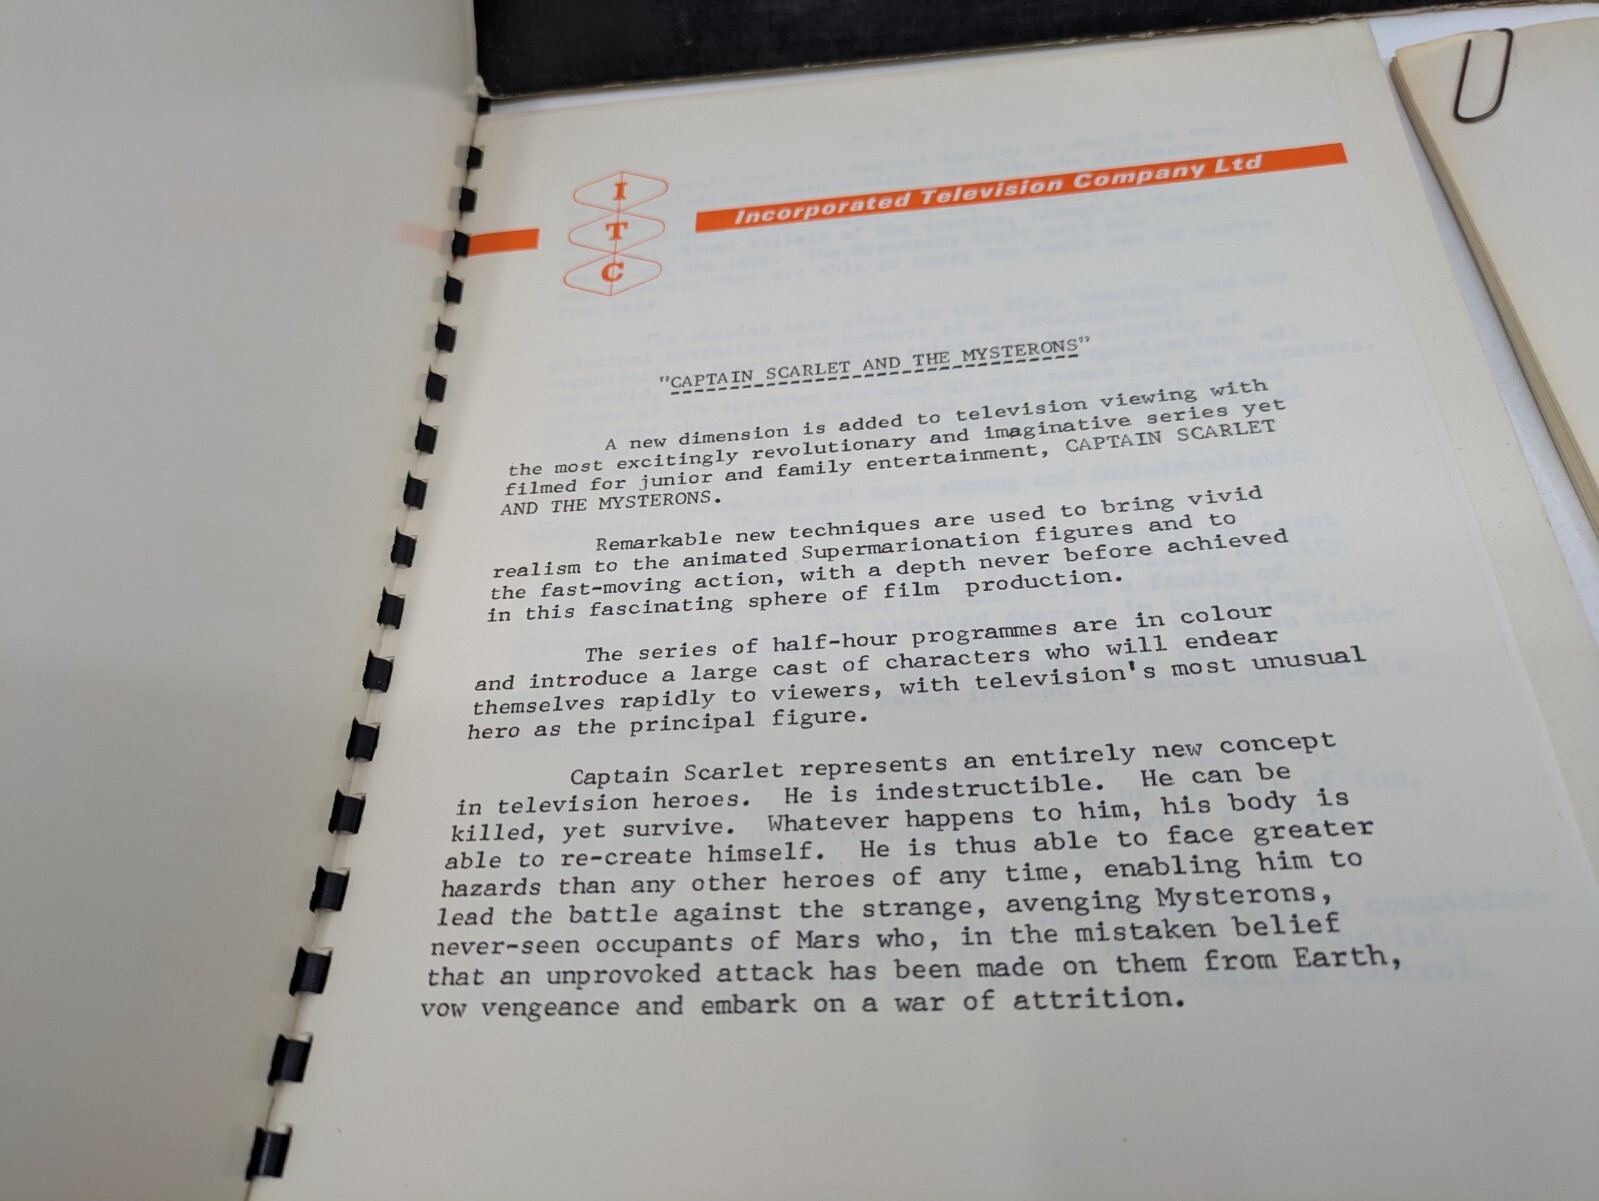 I
T
C
Incorporated Television Company Ltd
"CAPTAIN SCARLET AND THE MYSTERONS"
A new dimension is added to television viewing with
the most excitingly revolutionary and imaginative series yet
filmed for junior and family entertainment, CAPTAIN SCARLET
AND THE MYSTERONS.
Remarkable new techniques are used to bring vivid
realism to the animated Supermarionation figures and to
the fast-moving action, with a depth never before achieved
in this fascinating sphere of film production.
The series of half-hour programmes are in colour
and introduce a large cast of characters who will endear
themselves rapidly to viewers, with television's most unusual
hero as the principal figure.
Captain Scarlet represents an entirely new concept
in television heroes. He is indestructible. He can be
killed, yet survive. Whatever happens to him, his body is
able to re-create himself. He is thus able to face greater
hazards than any other heroes of any time, enabling him to
lead the battle against the strange, avenging Mysterons,
never-seen occupants of Mars who, in the mistaken belief
that an unprovoked attack has been made on them from Earth,
vow vengeance and embark on a war of attrition.